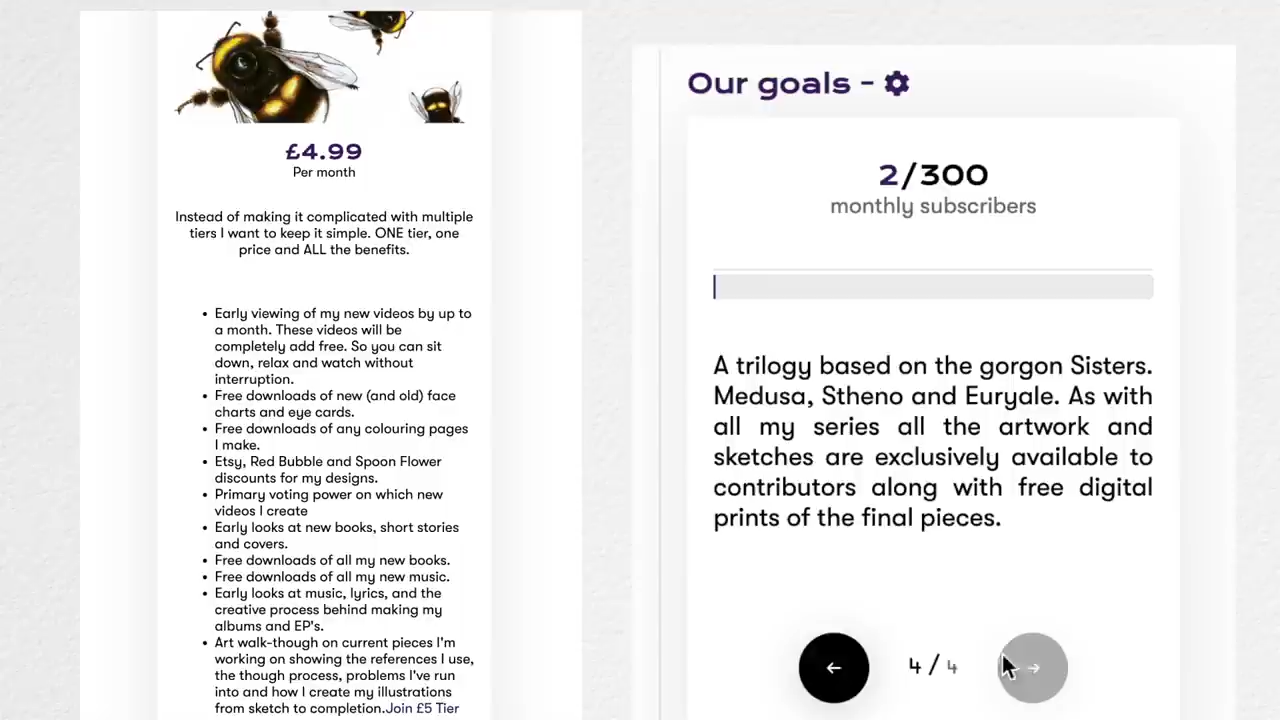 £4.99
Per month
Instead of making it complicated with multiple
tiers I want to keep it simple. ONE tier, one
price and ALL the benefits.
• Early viewing of my new videos by up to
a month. These videos will be
completely add free. So you can sit
down, relax and watch without
interruption.
• Free downloads of new (and old) face
charts and eye cards.
• Free downloads of any colouring pages
I make.
• Etsy, Red Bubble and Spoon Flower
discounts for my designs.
• Primary voting power on which new
videos I create
• Early looks at new books, short stories
and covers.
• Free downloads of all my new books.
• Free downloads of all my new music.
• Early looks at music, lyrics, and the
creative process behind making my
albums and EP's.
• Art walk-though on current pieces I'm
working on showing the references I use,
the though process, problems I've run
into and how I create my illustrations
from sketch to completion.Join £5 Tier
Our goals -
2/300
monthly subscribers
A trilogy based on the gorgon Sisters.
Medusa, Stheno and Euryale. As with
all my series all the artwork and
sketches are exclusively available to
contributors along with free digital
prints of the final pieces.
4 / 4